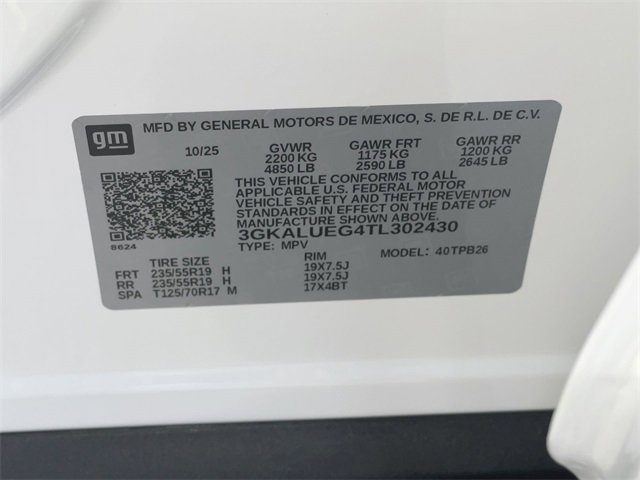 gm
MFD BY GENERAL MOTORS DE MEXICO, S. DE R.L. DE C.V.
10/25 GVWR GAWR FRT GAWR RR
2200 KG 1175 KG 1200 KG
4850 LB 2590 LB 2645 LB
THIS VEHICLE CONFORMS TO ALL
APPLICABLE U.S. FEDERAL MOTOR
VEHICLE SAFETY AND THEFT PREVENTION
STANDARDS IN EFFECT ON THE DATE OF
MANUFACTURE SHOWN ABOVE.
3GKALUEG4TL302430
8624 TYPE: MPV MODEL: 40TPB26
TIRE SIZE RIM
FRT 235/55R19 H 19X7.5J
RR 235/55R19 H 19X7.5J
SPA T125/70R17 M 17X4BT